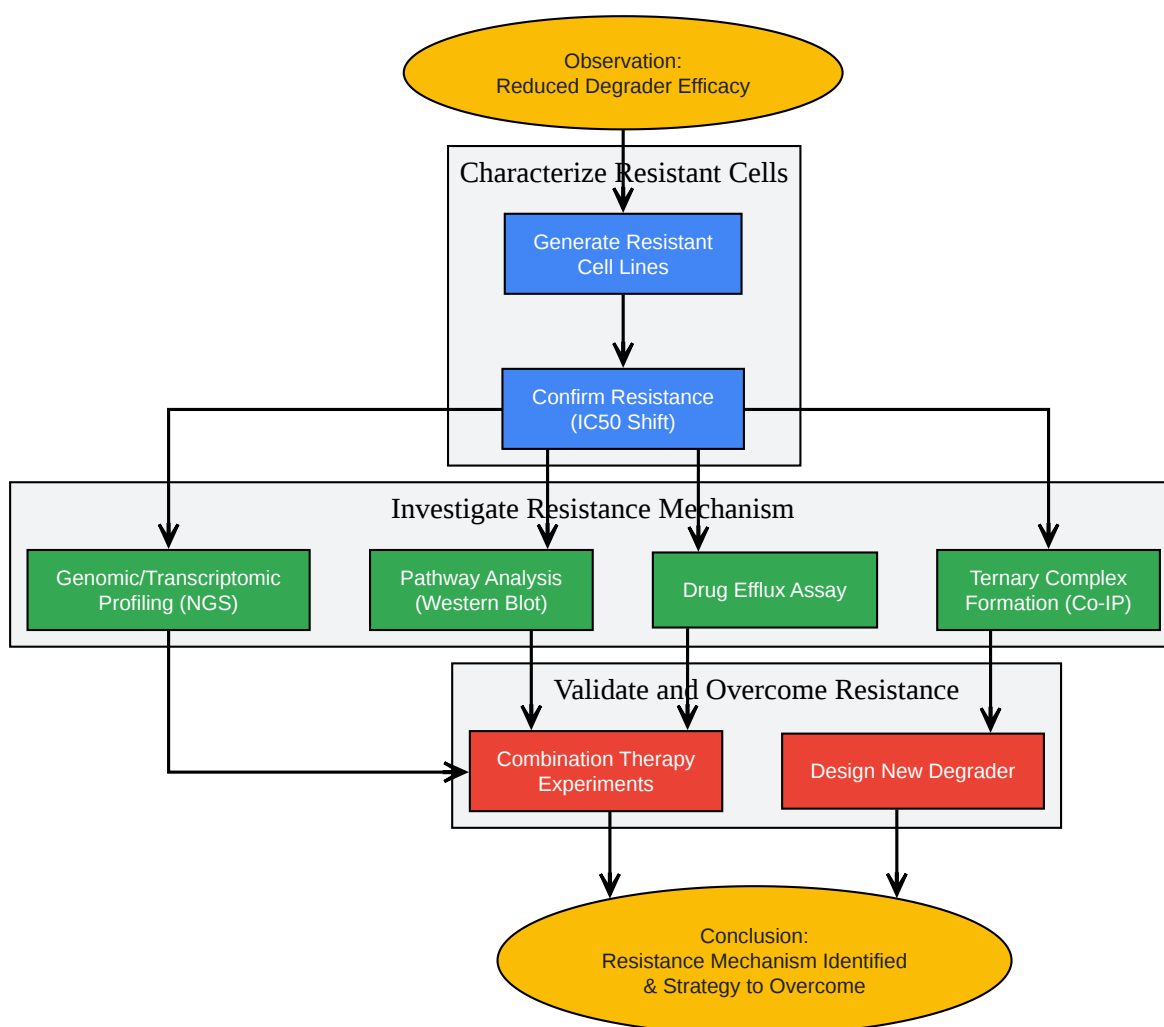 Observation:
Reduced Degrader Efficacy
Characterize Resistant Cells
Generate Resistant
Cell Lines
Confirm Resistance
(IC50 Shift)
Investigate Resistance Mechanism
Genomic/Transcriptomic
Profiling (NGS)
Pathway Analysis
(Western Blot)
Drug Efflux Assay
Ternary Complex
Formation (Co-IP)
Validate and Overcome Resistance
Combination Therapy
Experiments
Design New Degrader
Conclusion:
Resistance Mechanism Identified
& Strategy to Overcome